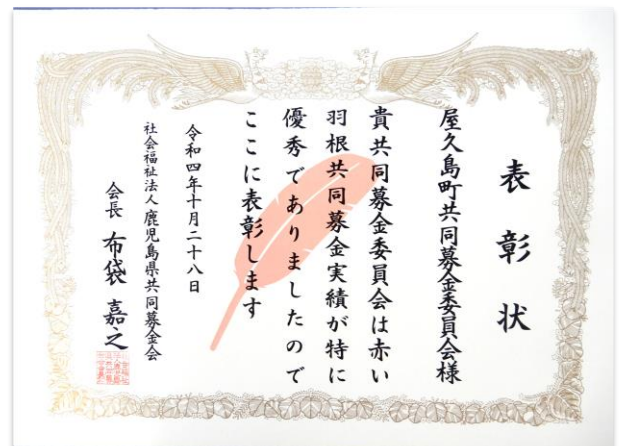 表彰状
屋久島町共同募金委員会様
貴共同募金委員会は赤い
羽根共同募金実績が特に
優秀でありましたので
ここに表彰します
令和四年十月二十八日
社会福祉法人鹿児島県共同募金会
会長 布袋 嘉之